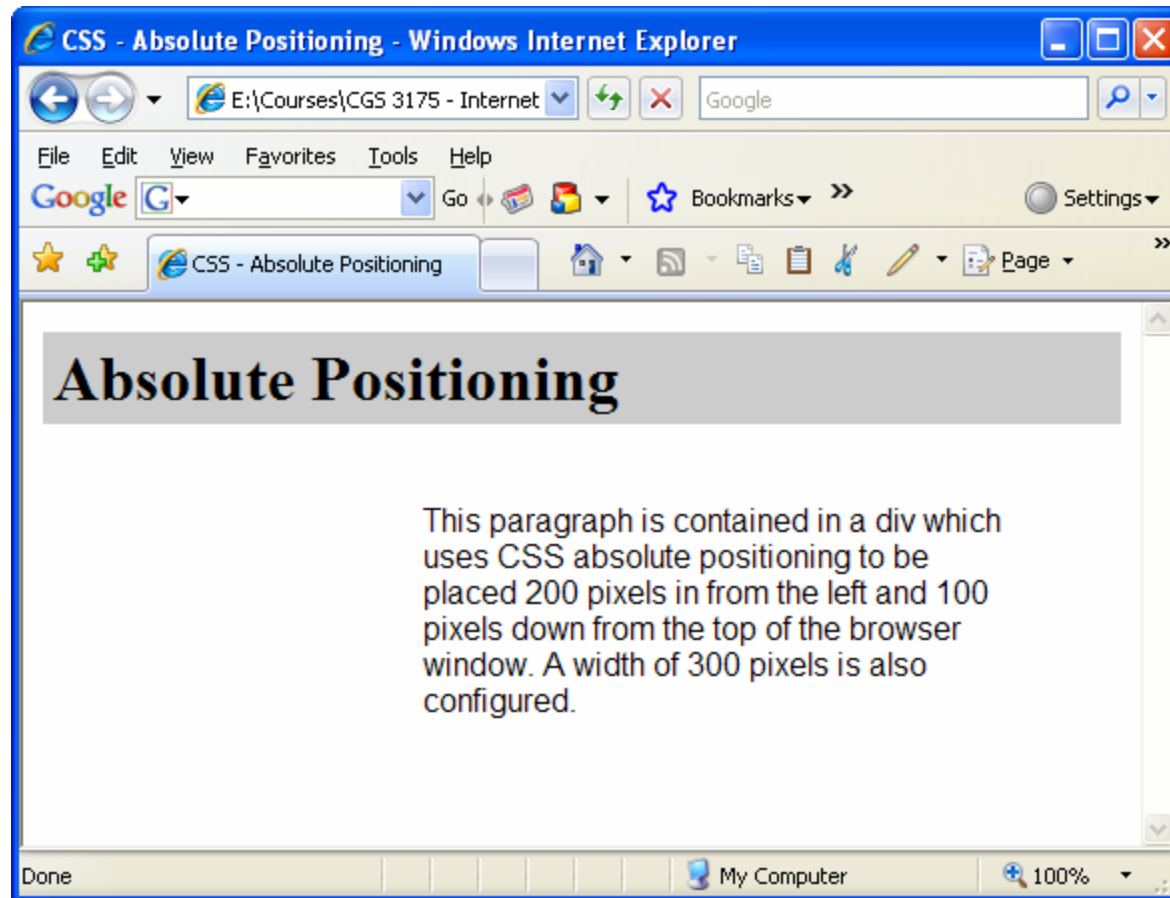 CSS - Absolute Positioning - Windows Internet Explorer
E:\Courses\CGS 3175 - Internet
Google
File Edit View Favorites Tools Help
Google G Go Bookmarks >> Settings
CSS - Absolute Positioning Page >>
Absolute Positioning
This paragraph is contained in a div which
uses CSS absolute positioning to be
placed 200 pixels in from the left and 100
pixels down from the top of the browser
window. A width of 300 pixels is also
configured.
Done My Computer 100%